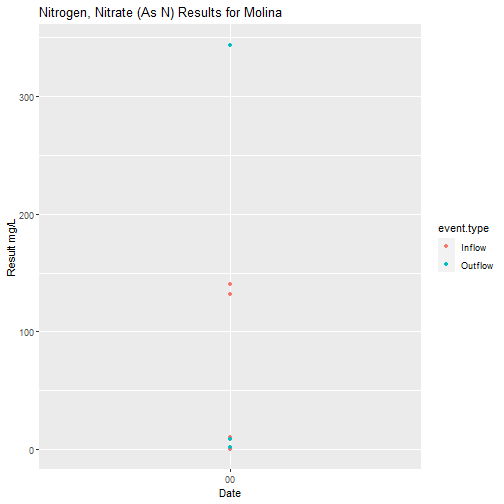 Nitrogen, Nitrate (As N) Results for Molina
300
200
100
0
Result mg/L
00
Date
event.type
Inflow
Outflow